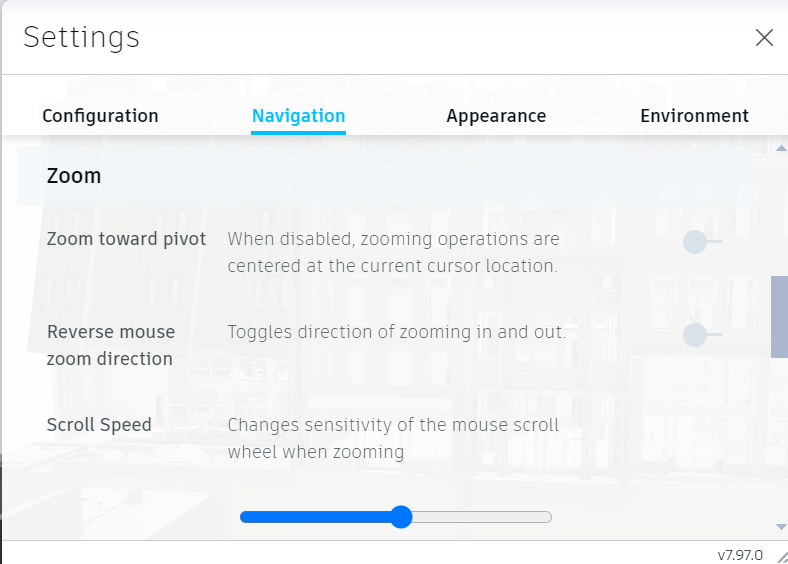 Settings
Configuration Navigation Appearance Environment
Zoom
Zoom toward pivot When disabled, zooming operations are
centered at the current cursor location.
Reverse mouse Toggles direction of zooming in and out.
zoom direction
Scroll Speed Changes sensitivity of the mouse scroll
wheel when zooming
v7.97.0